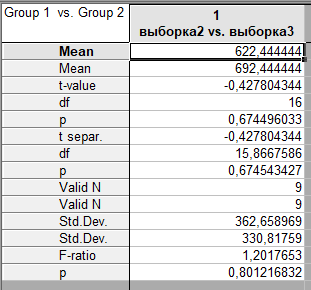 Group 1 vs. Group 2
1
выборка2 vs. выборка3
Mean 622,444444
Mean 692,444444
t-value -0,427804344
df 16
p 0,674496033
t separ. -0,427804344
df 15,8667586
p 0,674543427
Valid N 9
Valid N 9
Std.Dev. 362,658969
Std.Dev. 330,81759
F-ratio 1,2017653
p 0,801216832